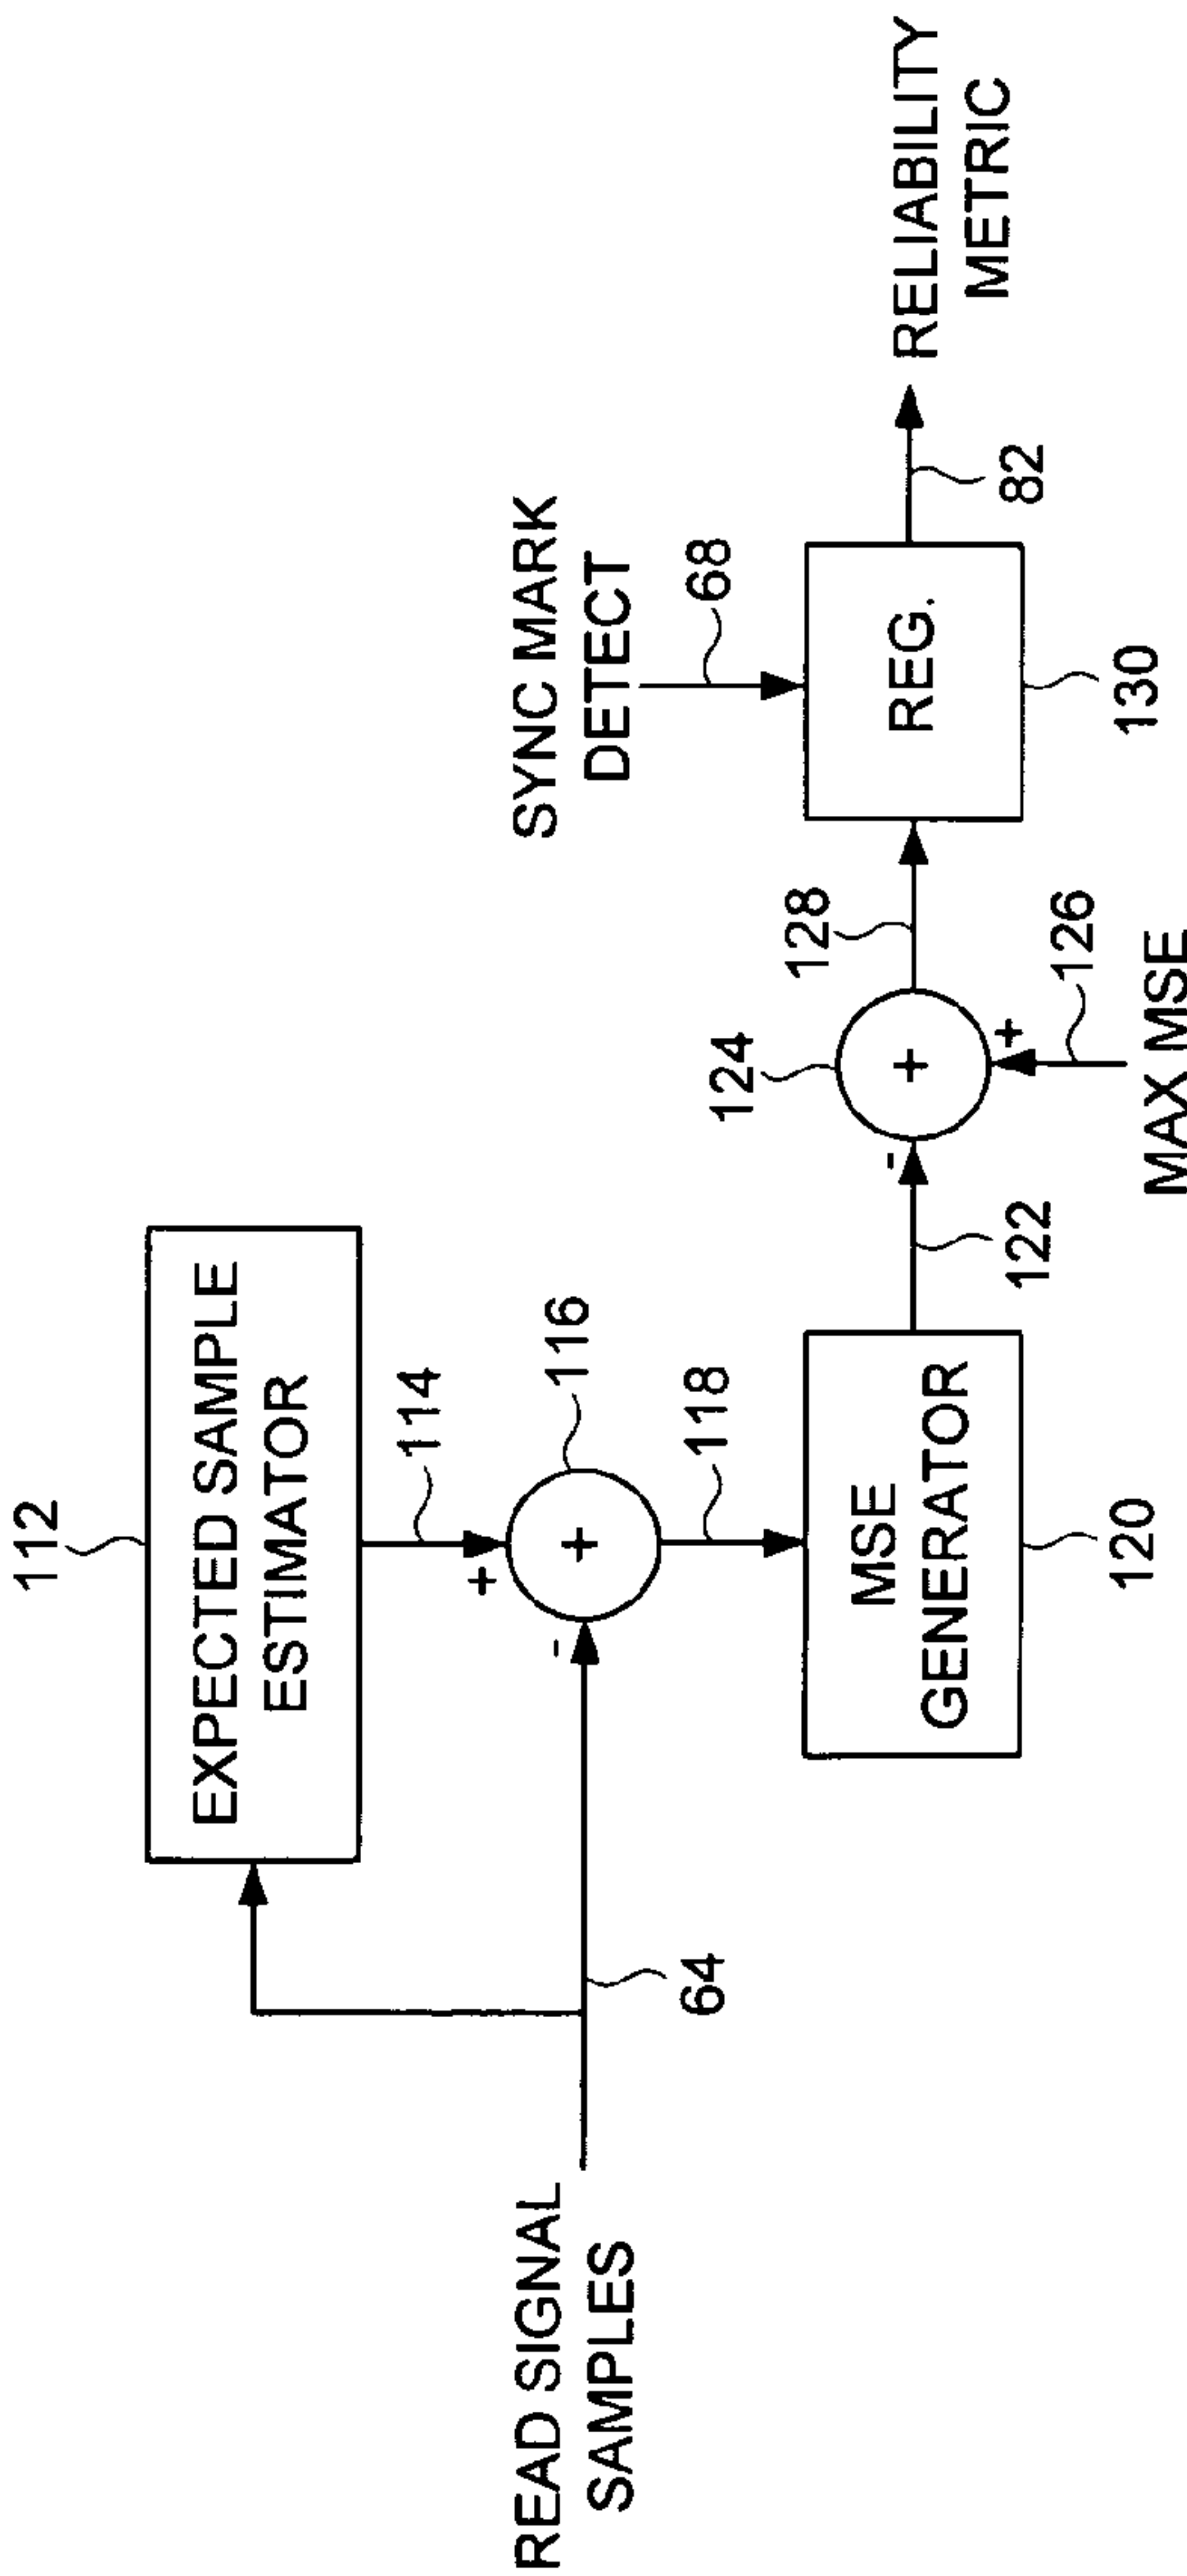 112
EXPECTED SAMPLE
ESTIMATOR
114
+
116
+
-
READ SIGNAL
SAMPLES
64
118
MSE
GENERATOR
120
122
-
124
+
+
126
MAX MSE
128
SYNC MARK
DETECT
68
REG.
130
82
RELIABILITY
METRIC